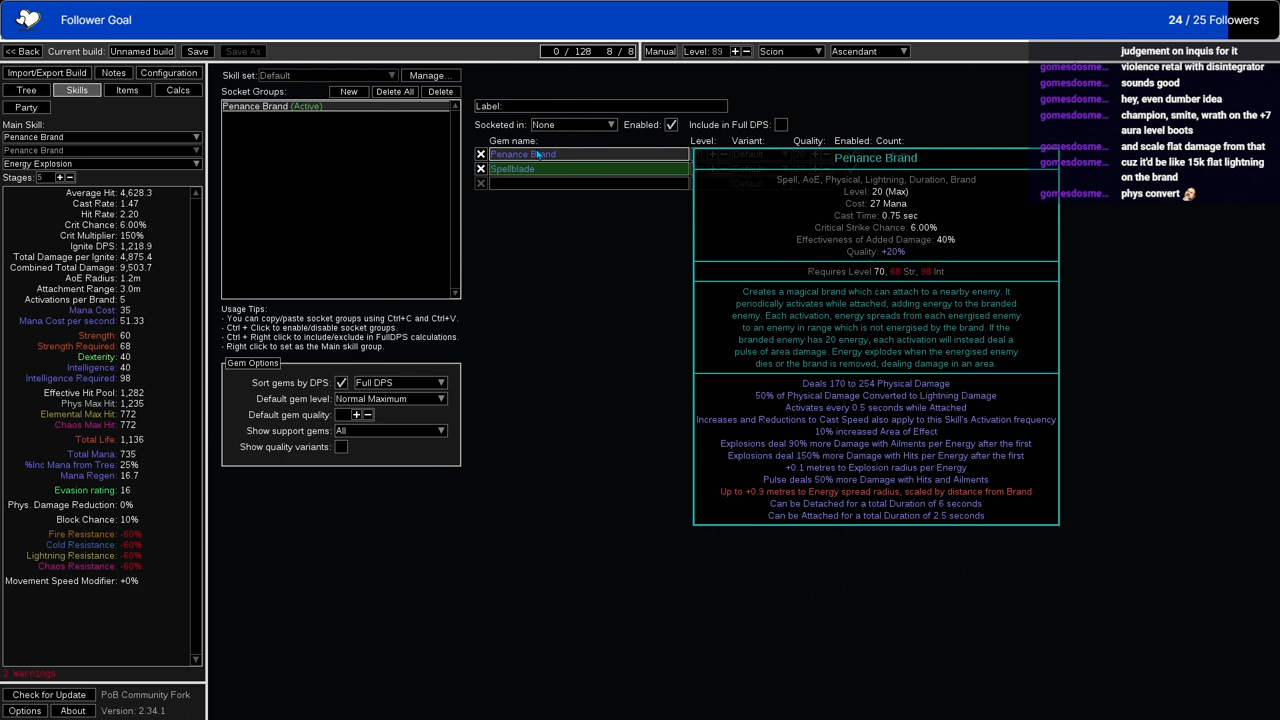 Follower Goal
24 / 25 Followers
<< Back
Current build:
Unnamed build
Save
Save As
0 / 128   8 / 8
Manual
Level: 89
+
−
Scion
Ascendant
Import/Export Build
Notes
Configuration
Tree
Skills
Items
Calcs
Party
Main Skill:
Penance Brand
Penance Brand
Energy Explosion
Stages: 5
+
−
Average Hit: 4,628.3
Cast Rate: 1.47
Hit Rate: 2.20
Crit Chance: 6.00%
Crit Multiplier: 150%
Ignite DPS: 1,218.9
Total Damage per Ignite: 4,875.4
Combined Total Damage: 9,503.7
AoE Radius: 1.2m
Attachment Range: 3.0m
Activations per Brand: 5
Mana Cost: 35
Mana Cost per second: 51.33
Strength: 60
Strength Required: 68
Dexterity: 40
Intelligence: 40
Intelligence Required: 98
Effective Hit Pool: 1,282
Phys Max Hit: 1,235
Elemental Max Hit: 772
Chaos Max Hit: 772
Total Life: 1,136
Total Mana: 735
%Inc Mana from Tree: 25%
Mana Regen: 16.7
Evasion rating: 16
Phys. Damage Reduction: 0%
Block Chance: 10%
Fire Resistance: -60%
Cold Resistance: -60%
Lightning Resistance: -60%
Chaos Resistance: -60%
Movement Speed Modifier: +0%
2 Warnings
Check for Update
PoB Community Fork
Options
About
Version: 2.34.1
Skill set:
Default
Manage...
Socket Groups:
New
Delete All
Delete
Penance Brand (Active)
Usage Tips:
- You can copy/paste socket groups using Ctrl+C and Ctrl+V.
- Ctrl + Click to enable/disable socket groups.
- Ctrl + Right click to include/exclude in FullDPS calculations.
- Right click to set as the Main skill group.
Gem Options
Sort gems by DPS:
Full DPS
Default gem level:
Normal Maximum
Default gem quality:
+
−
Show support gems:
All
Show quality variants:
Label:
Socketed in:
None
Enabled:
Include in Full DPS:
Gem name:
Level:
Variant:
Quality:
Enabled:
Count:
Penance Brand
Spellblade
Penance Brand
Spell, AoE, Physical, Lightning, Duration, Brand
Level: 20 (Max)
Cost: 27 Mana
Cast Time: 0.75 sec
Critical Strike Chance: 6.00%
Effectiveness of Added Damage: 40%
Quality: +20%
Requires Level 70, 68 Str, 98 Int
Creates a magical brand which can attach to a nearby enemy. It
periodically activates while attached, adding energy to the branded
enemy. Each activation, energy spreads from each energised enemy
to an enemy in range which is not energised by the brand. If the
branded enemy has 20 energy, each activation will instead deal a
pulse of area damage. Energy explodes when the energised enemy
dies or the brand is removed, dealing damage in an area.
Deals 170 to 254 Physical Damage
50% of Physical Damage Converted to Lightning Damage
Activates every 0.5 seconds while Attached
Increases and Reductions to Cast Speed also apply to this Skill's Activation frequency
10% increased Area of Effect
Explosions deal 90% more Damage with Ailments per Energy after the first
Explosions deal 150% more Damage with Hits per Energy after the first
+0.1 metres to Explosion radius per Energy
Pulse deals 50% more Damage with Hits and Ailments
Up to +0.9 metres to Energy spread radius, scaled by distance from Brand
Can be Detached for a total Duration of 6 seconds
Can be Attached for a total Duration of 2.5 seconds
judgement on inquis for it
gomesdosme... violence retal with disintegrator
gomesdosme... sounds good
gomesdosme... hey, even dumber idea
gomesdosme... champion, smite, wrath on the +7
aura level boots
gomesdosme... and scale flat damage from that
gomesdosme... cuz it'd be like 15k flat lightning
on the brand
gomesdosme... phys convert